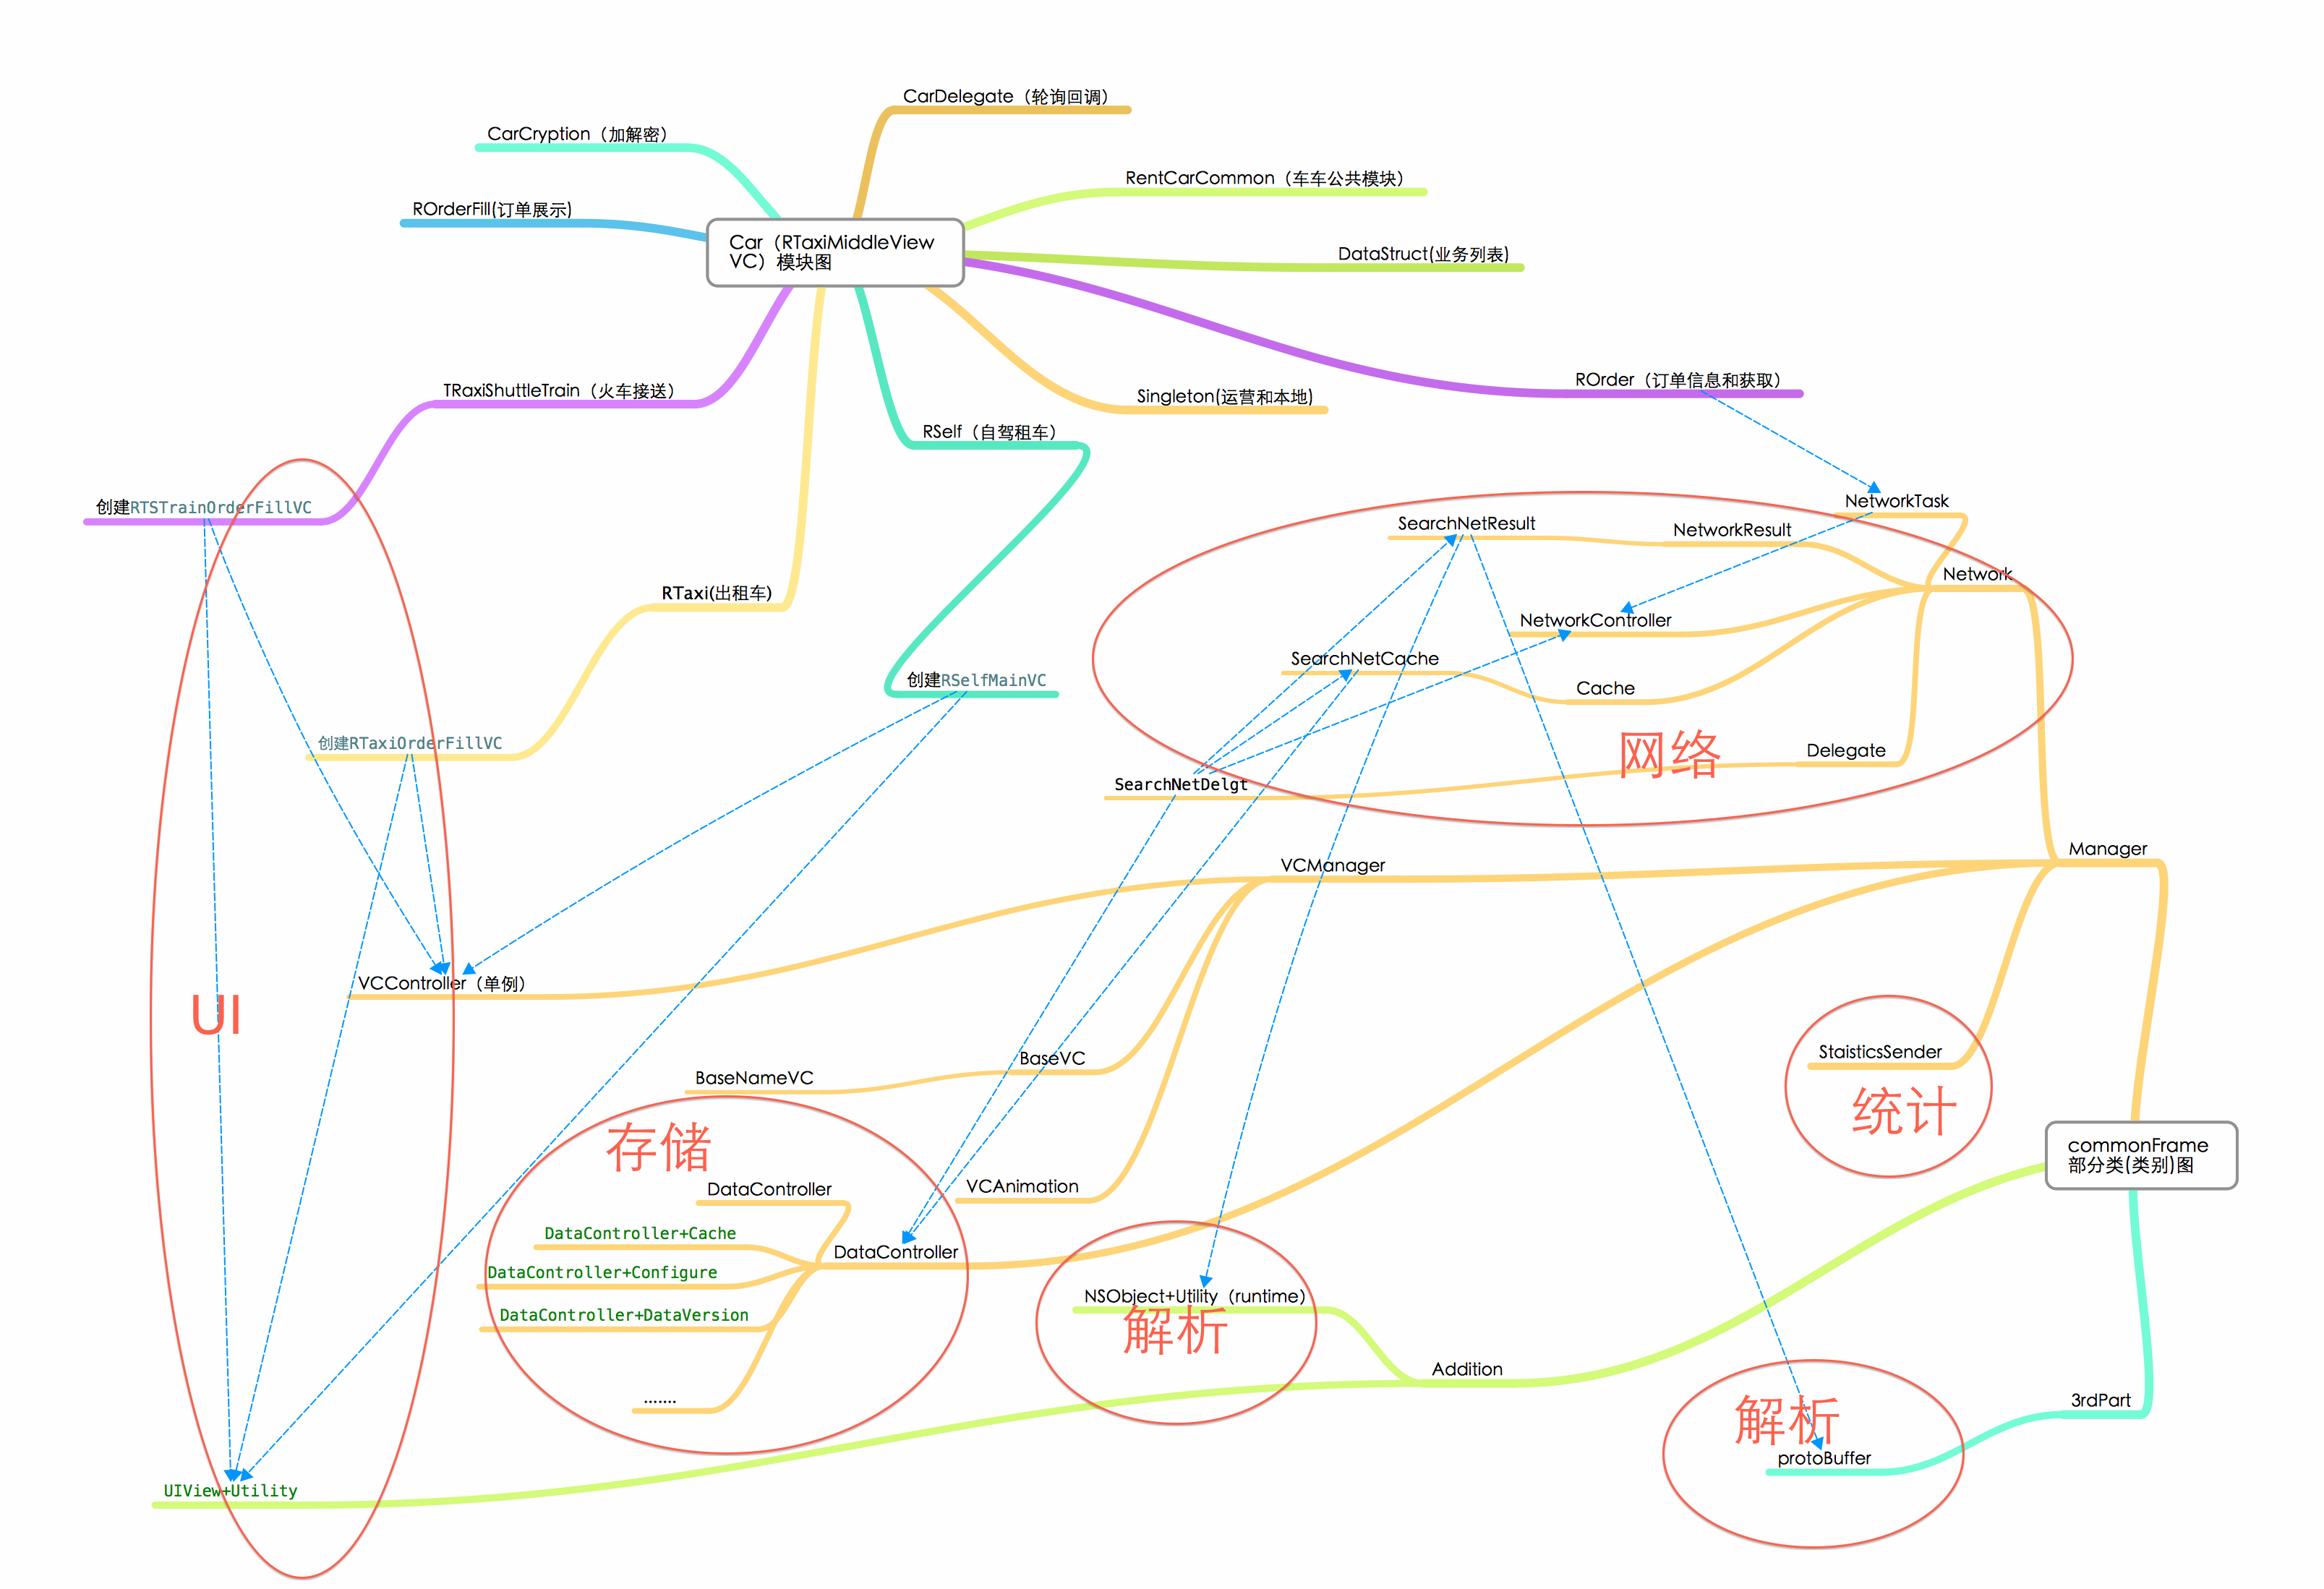 CarDelegate（轮询回调）
CarCryption（加解密）
RentCarCommon（车车公共模块）
ROrderFill(订单展示)
Car（RTaxiMiddleView
VC）模块图
DataStruct(业务列表)
TRaxiShuttleTrain（火车接送）
Singleton(运营和本地)
ROrder（订单信息和获取）
RSelf（自驾租车）
创建RTSTrainOrderFillVC
NetworkTask
SearchNetResult
NetworkResult
Network
RTaxi(出租车)
NetworkController
SearchNetCache
创建RSelfMainVC
Cache
创建RTaxiOrderFillVC
网络
Delegate
SearchNetDelgt
Manager
VCManager
VCController（单例）
UI
StaisticsSender
BaseVC
BaseNameVC
统计
存储
commonFrame
部分类(类别)图
VCAnimation
DataController
DataController+Cache
DataController
DataController+Configure
NSObject+Utility（runtime）
DataController+DataVersion
解析
Addition
.......
3rdPart
解析
protoBuffer
UIView+Utility